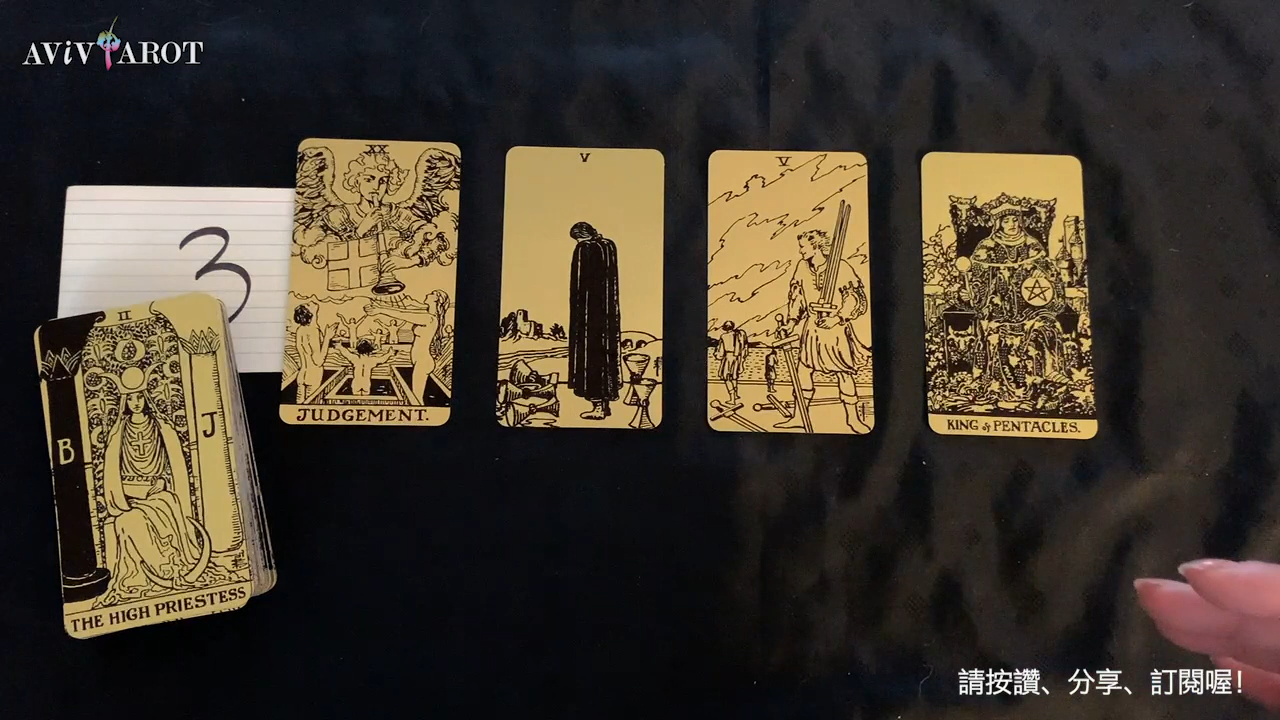 AViVTAROT
3
XX
JUDGEMENT.
V
V
KING of PENTACLES.
II
B
J
TORA
THE HIGH PRIESTESS
請按讚、分享、訂閱喔!